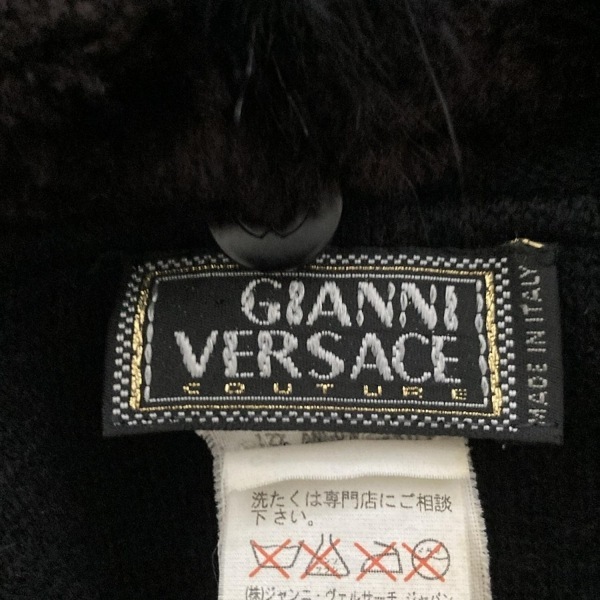 GIANNI
VERSACE
COUTURE
MADE IN ITALY
洗たくは専門店にご相談
下さい。
(株)ジャンニ・ヴェルサーチ ジャパン